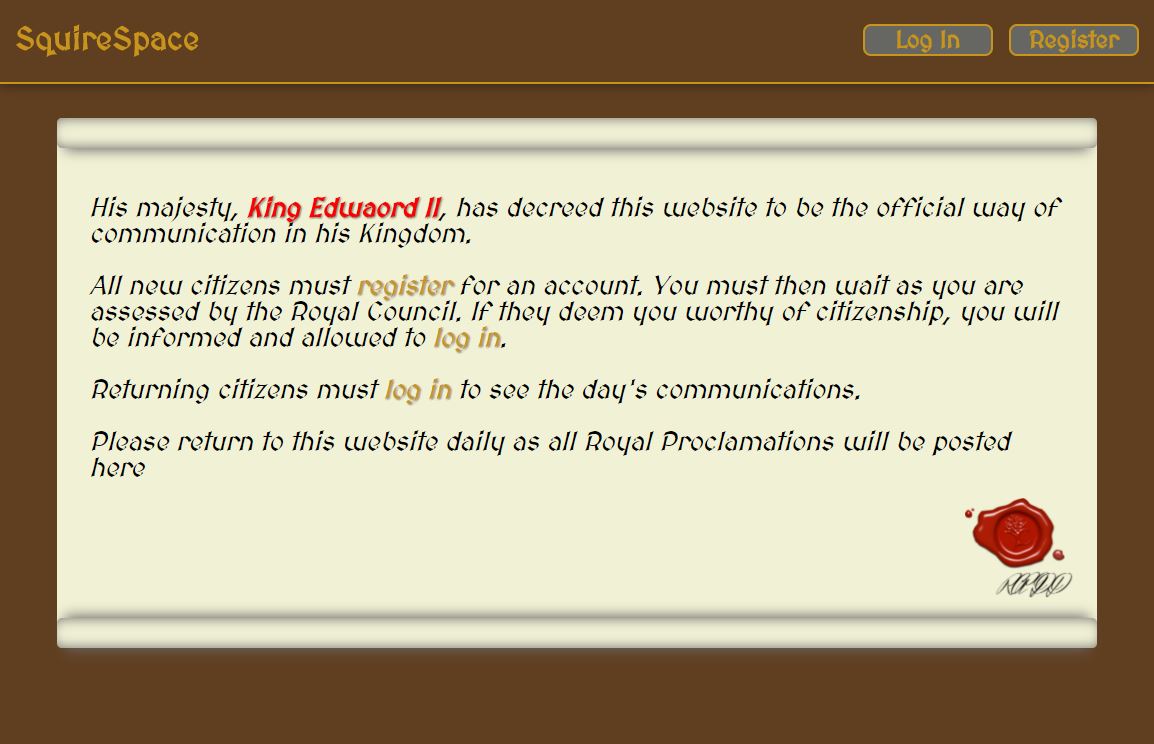 SquireSpace
Log In
Register
His majesty, King Edwaord II, has decreed this website to be the official way of
communication in his Kingdom.
All new citizens must register for an account. You must then wait as you are
assessed by the Royal Council. If they deem you worthy of citizenship, you will
be informed and allowed to log in.
Returning citizens must log in to see the day's communications.
Please return to this website daily as all Royal Proclamations will be posted
here